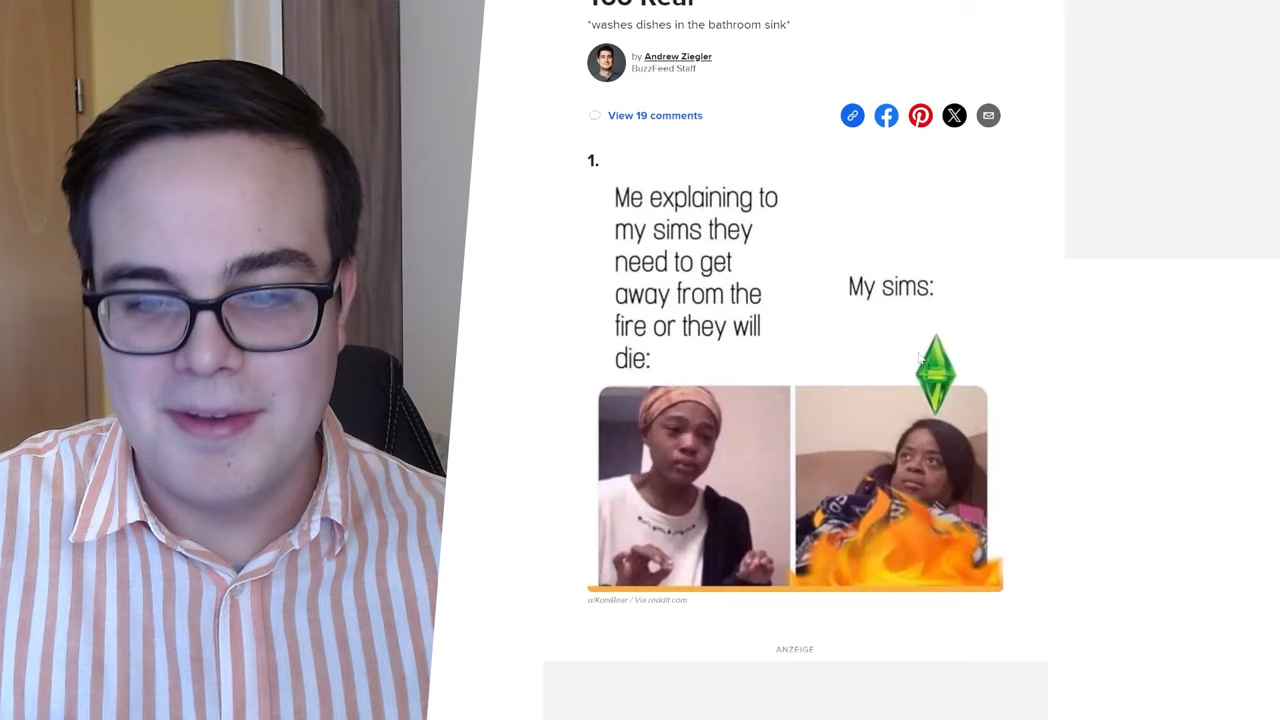 *washes dishes in the bathroom sink*
by Andrew Ziegler
BuzzFeed Staff
View 19 comments
1.
Me explaining to
my sims they
need to get
away from the
fire or they will
die:
My sims:
u/KuniBear / Via reddit.com
ANZEIGE